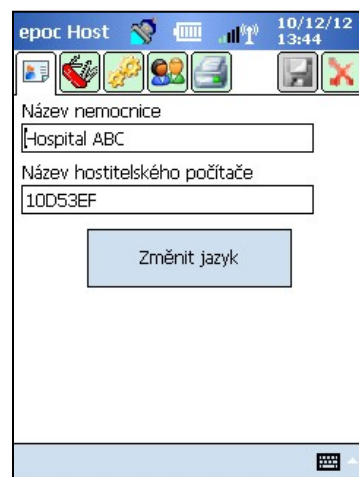 epoc Host 10/12/12
13:44
Název nemocnice
Hospital ABC
Název hostitelského počítače
10D53EF
Změnit jazyk